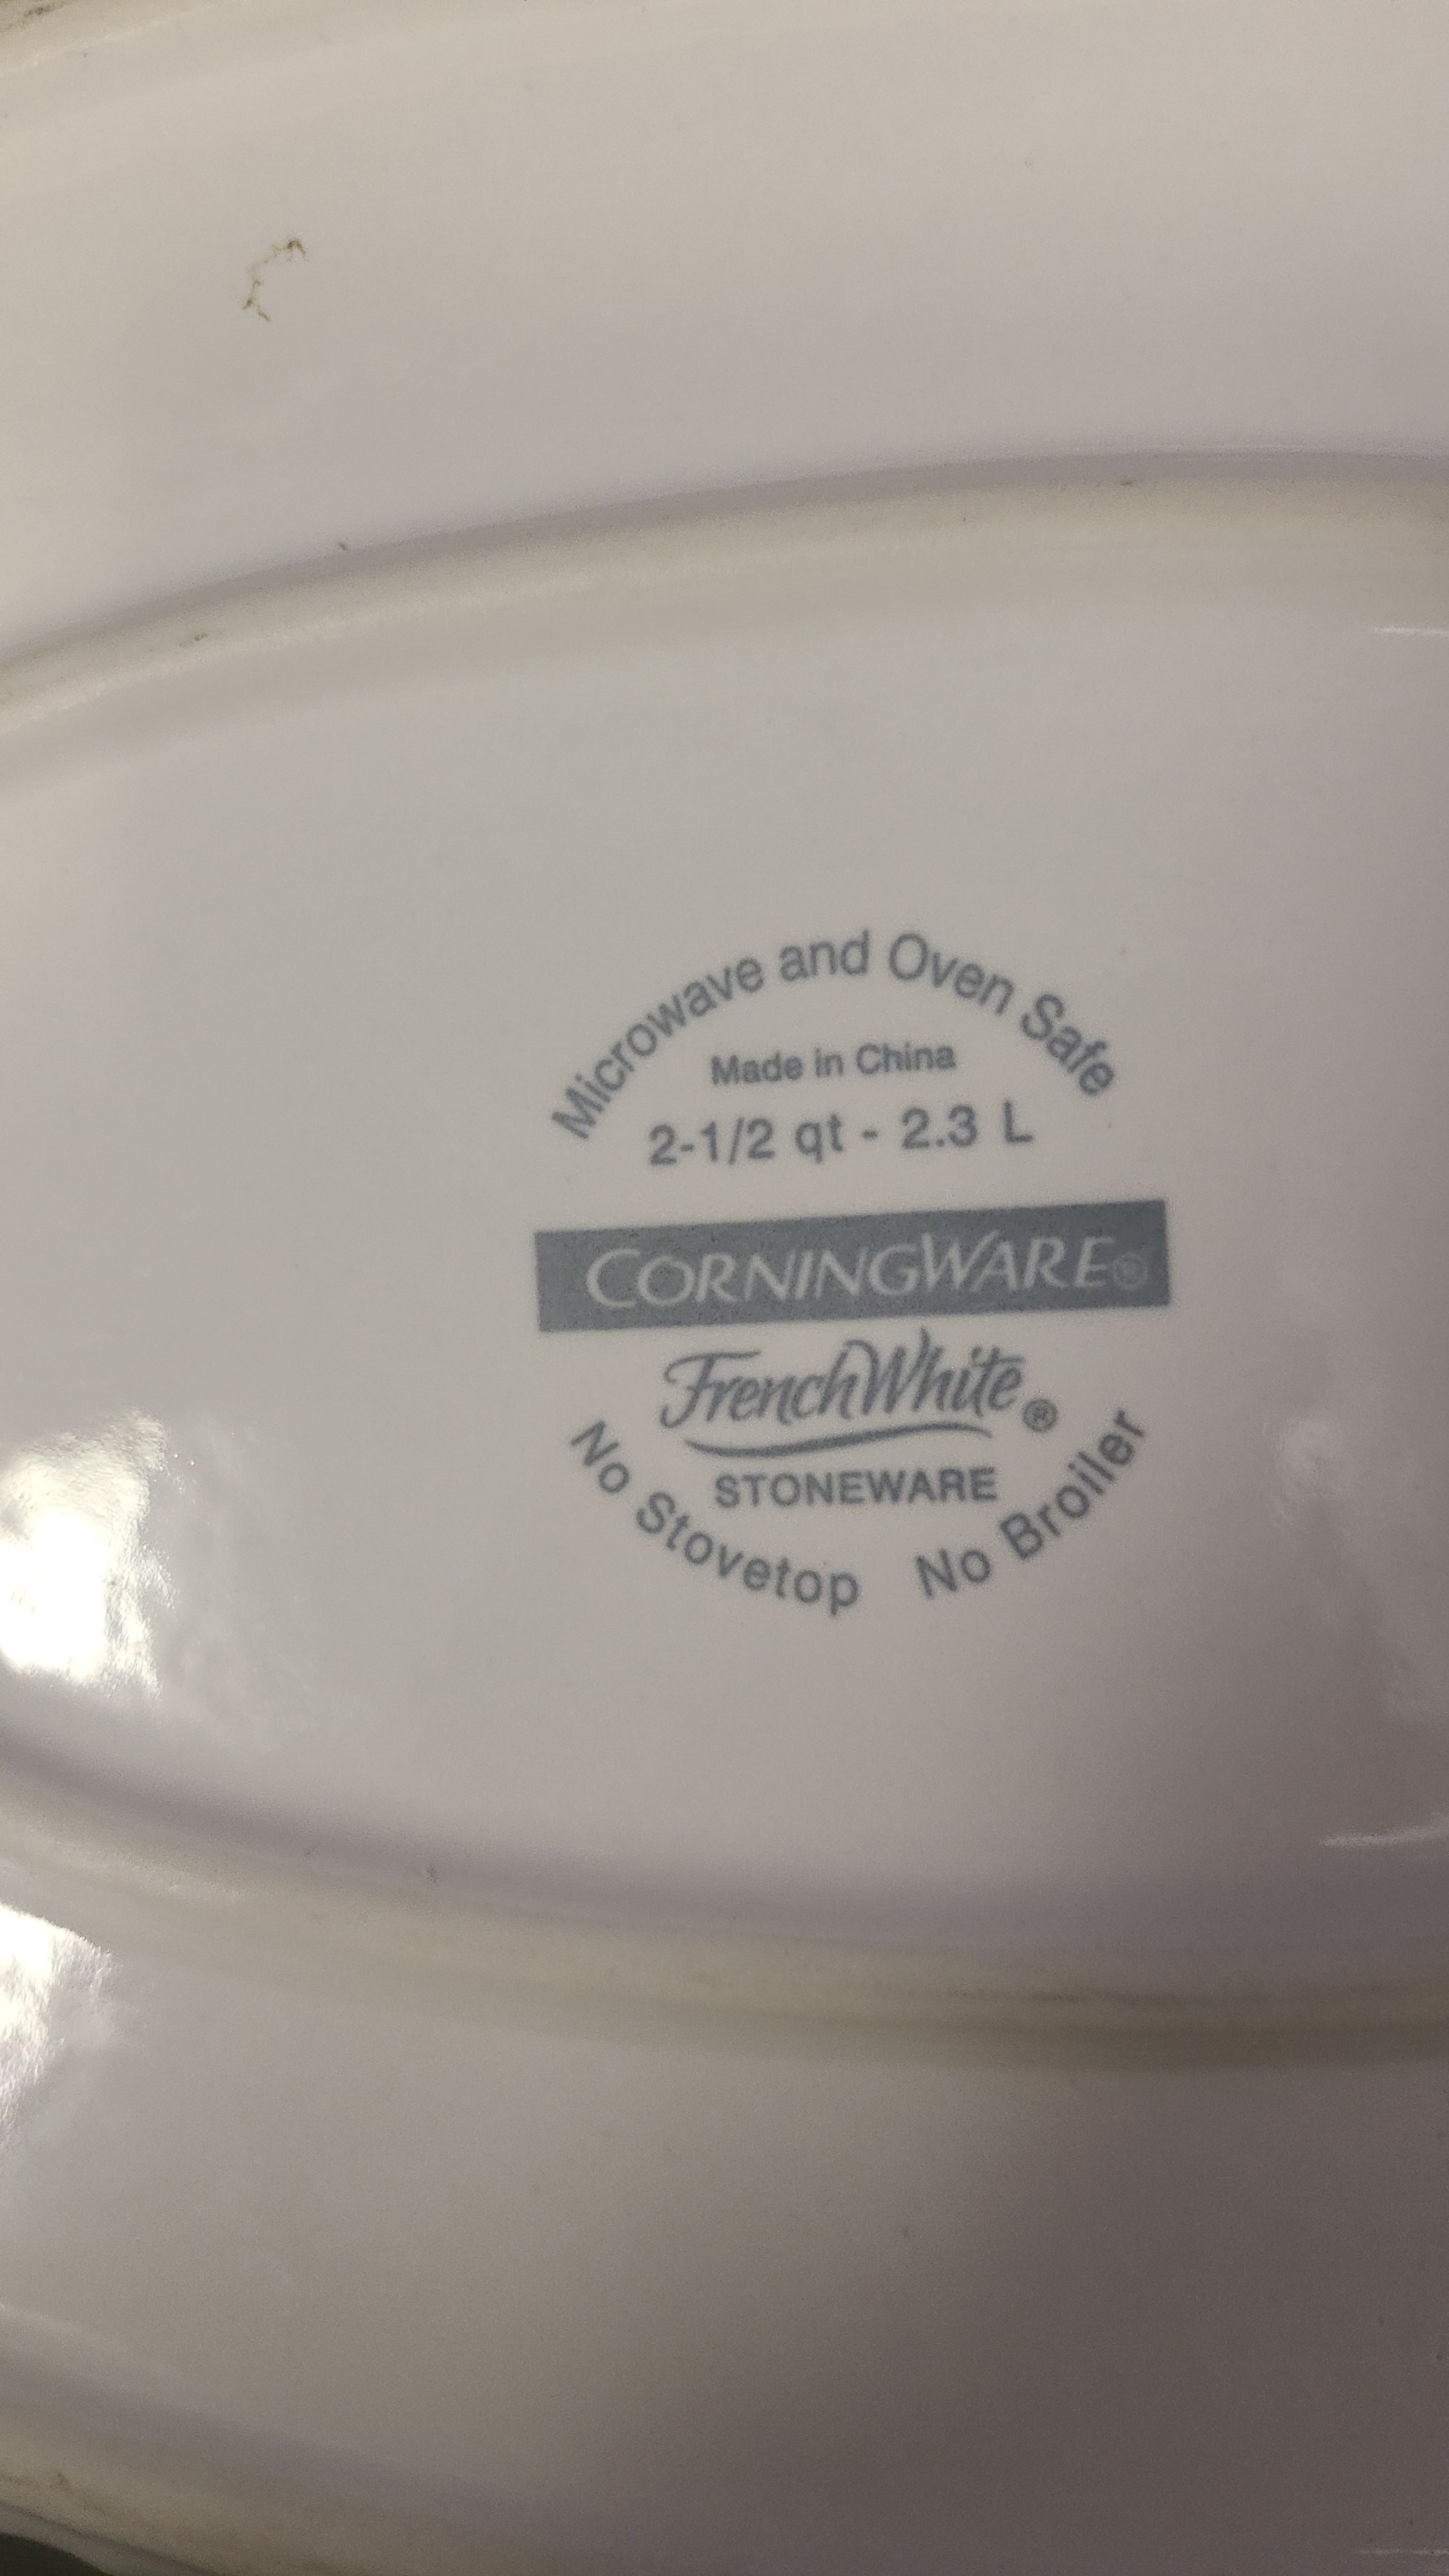 Microwave and Oven Safe
Made in China
2-1/2 qt - 2.3 L
CORNINGWARE®
FrenchWhite®
STONEWARE
No Stovetop No Broiler